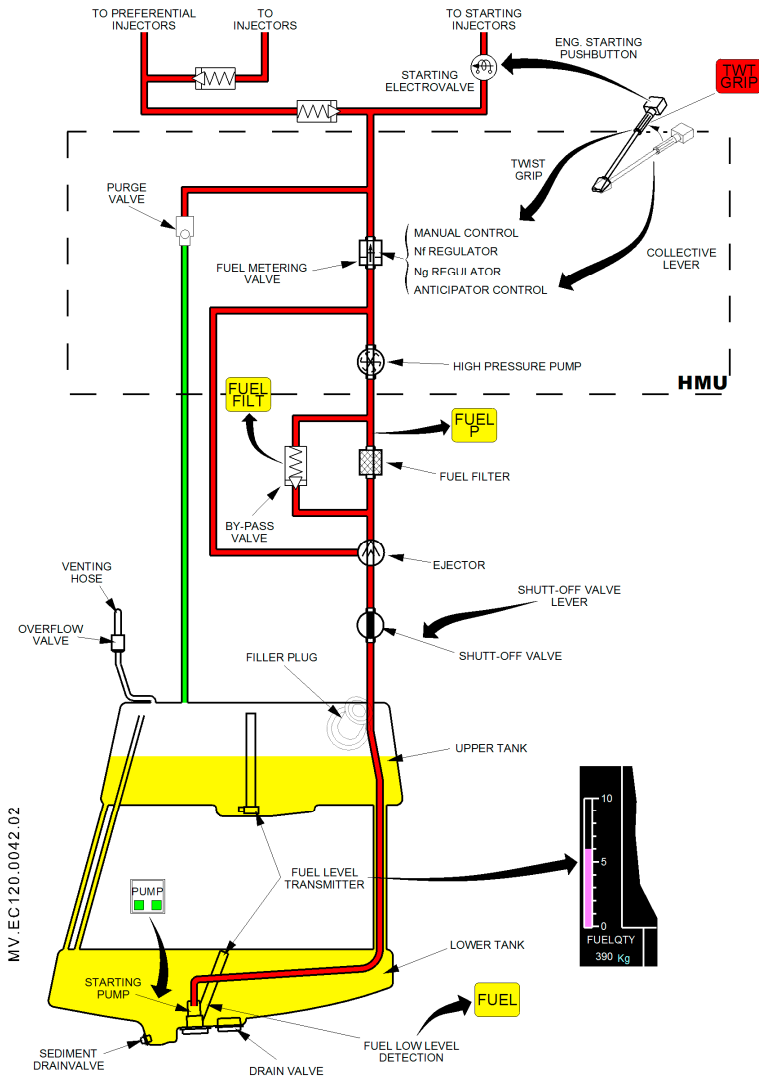 TO PREFERENTIAL
INJECTORS
TO
INJECTORS
TO STARTING
INJECTORS
ENG. STARTING
PUSHBUTTON
TWT
GRIP
STARTING
ELECTROVALVE
TWIST
GRIP
PURGE
VALVE
MANUAL CONTROL
Nf REGULATOR
Ng REGULATOR
ANTICIPATOR CONTROL
COLLECTIVE
LEVER
FUEL METERING
VALVE
HIGH PRESSURE PUMP
HMU
FUEL
FILT
FUEL
P
FUEL FILTER
BY-PASS
VALVE
EJECTOR
VENTING
HOSE
SHUTT-OFF VALVE
LEVER
OVERFLOW
VALVE
FILLER PLUG
SHUTT-OFF VALVE
UPPER TANK
10
5
0
FUELQTY
390 Kg
FUEL LEVEL
TRANSMITTER
PUMP
LOWER TANK
STARTING
PUMP
FUEL
SEDIMENT
DRAINVALVE
FUEL LOW LEVEL
DETECTION
DRAIN VALVE
MV.EC120.0042.02